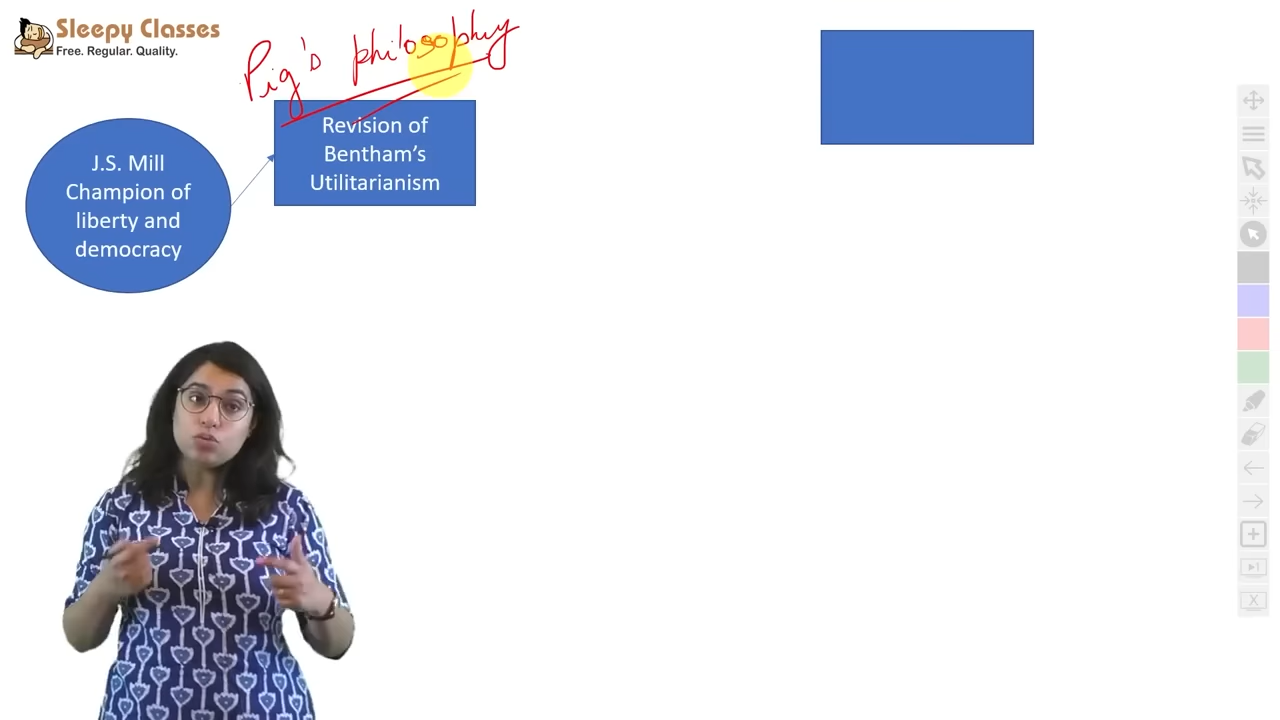 Sleepy Classes
Free. Regular. Quality.
Pig's philosophy
Revision of
Bentham's
Utilitarianism
J.S. Mill
Champion of
liberty and
democracy